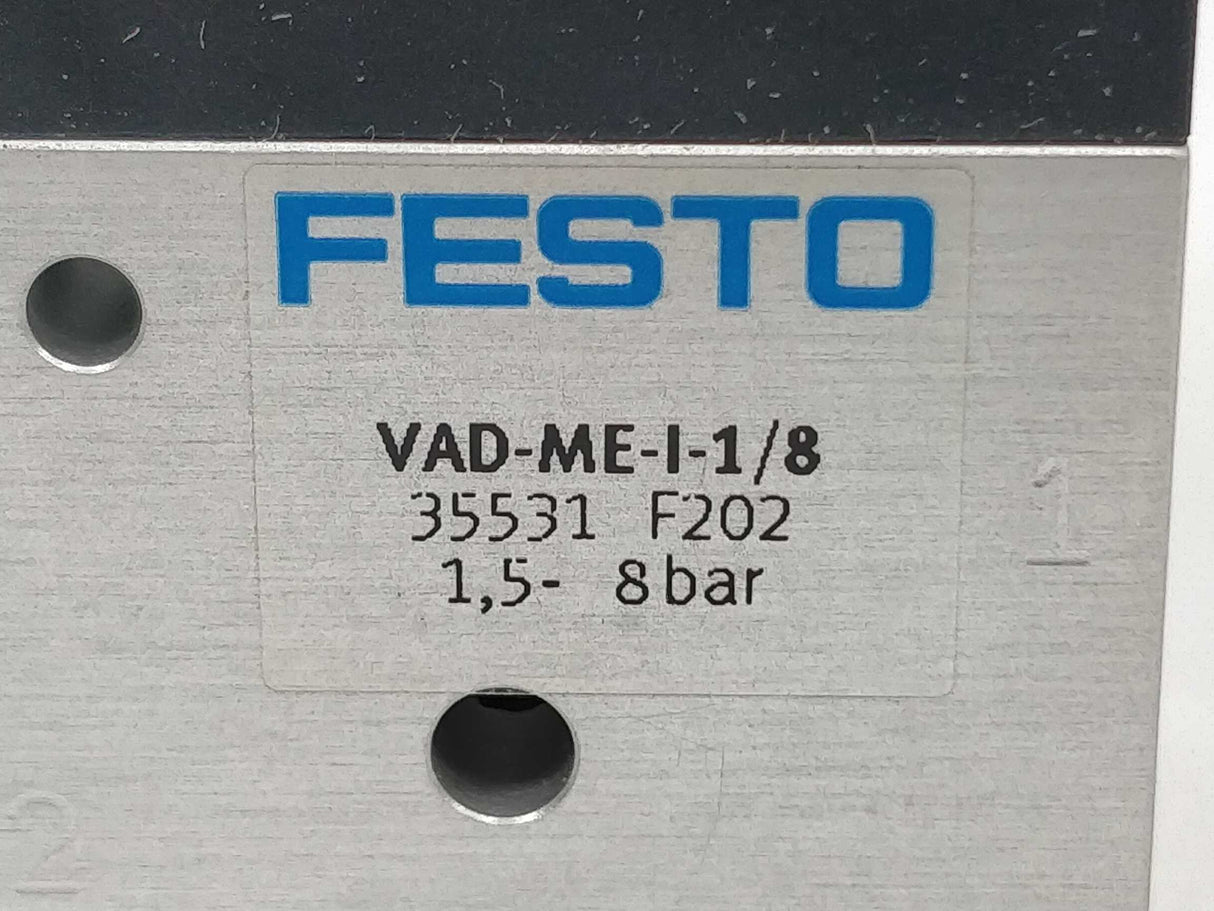 FESTO
VAD-ME-I-1/8
35531 F202
1,5- 8bar
1
2